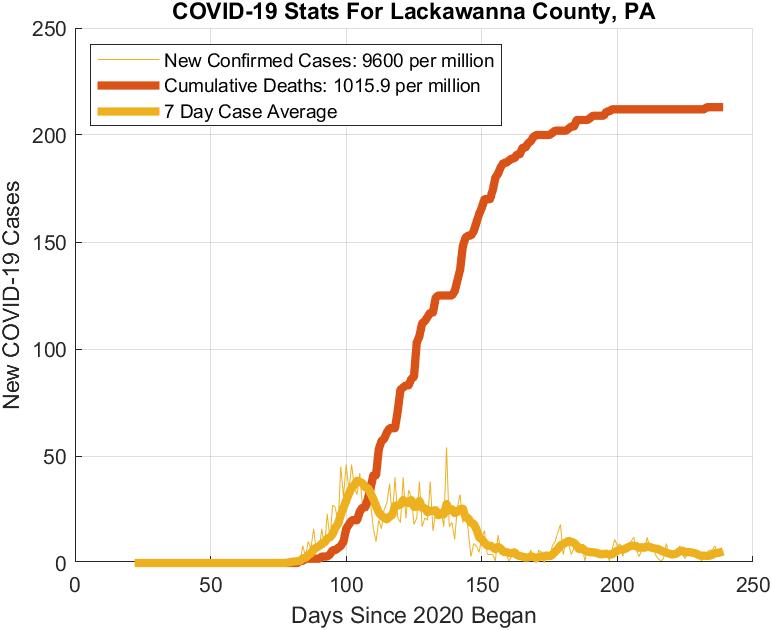 COVID-19 Stats For Lackawanna County, PA
250
New Confirmed Cases: 9600 per million
Cumulative Deaths: 1015.9 per million
7 Day Case Average
200
150
100
50
0
New COVID-19 Cases
0 50 100 150 200 250
Days Since 2020 Began